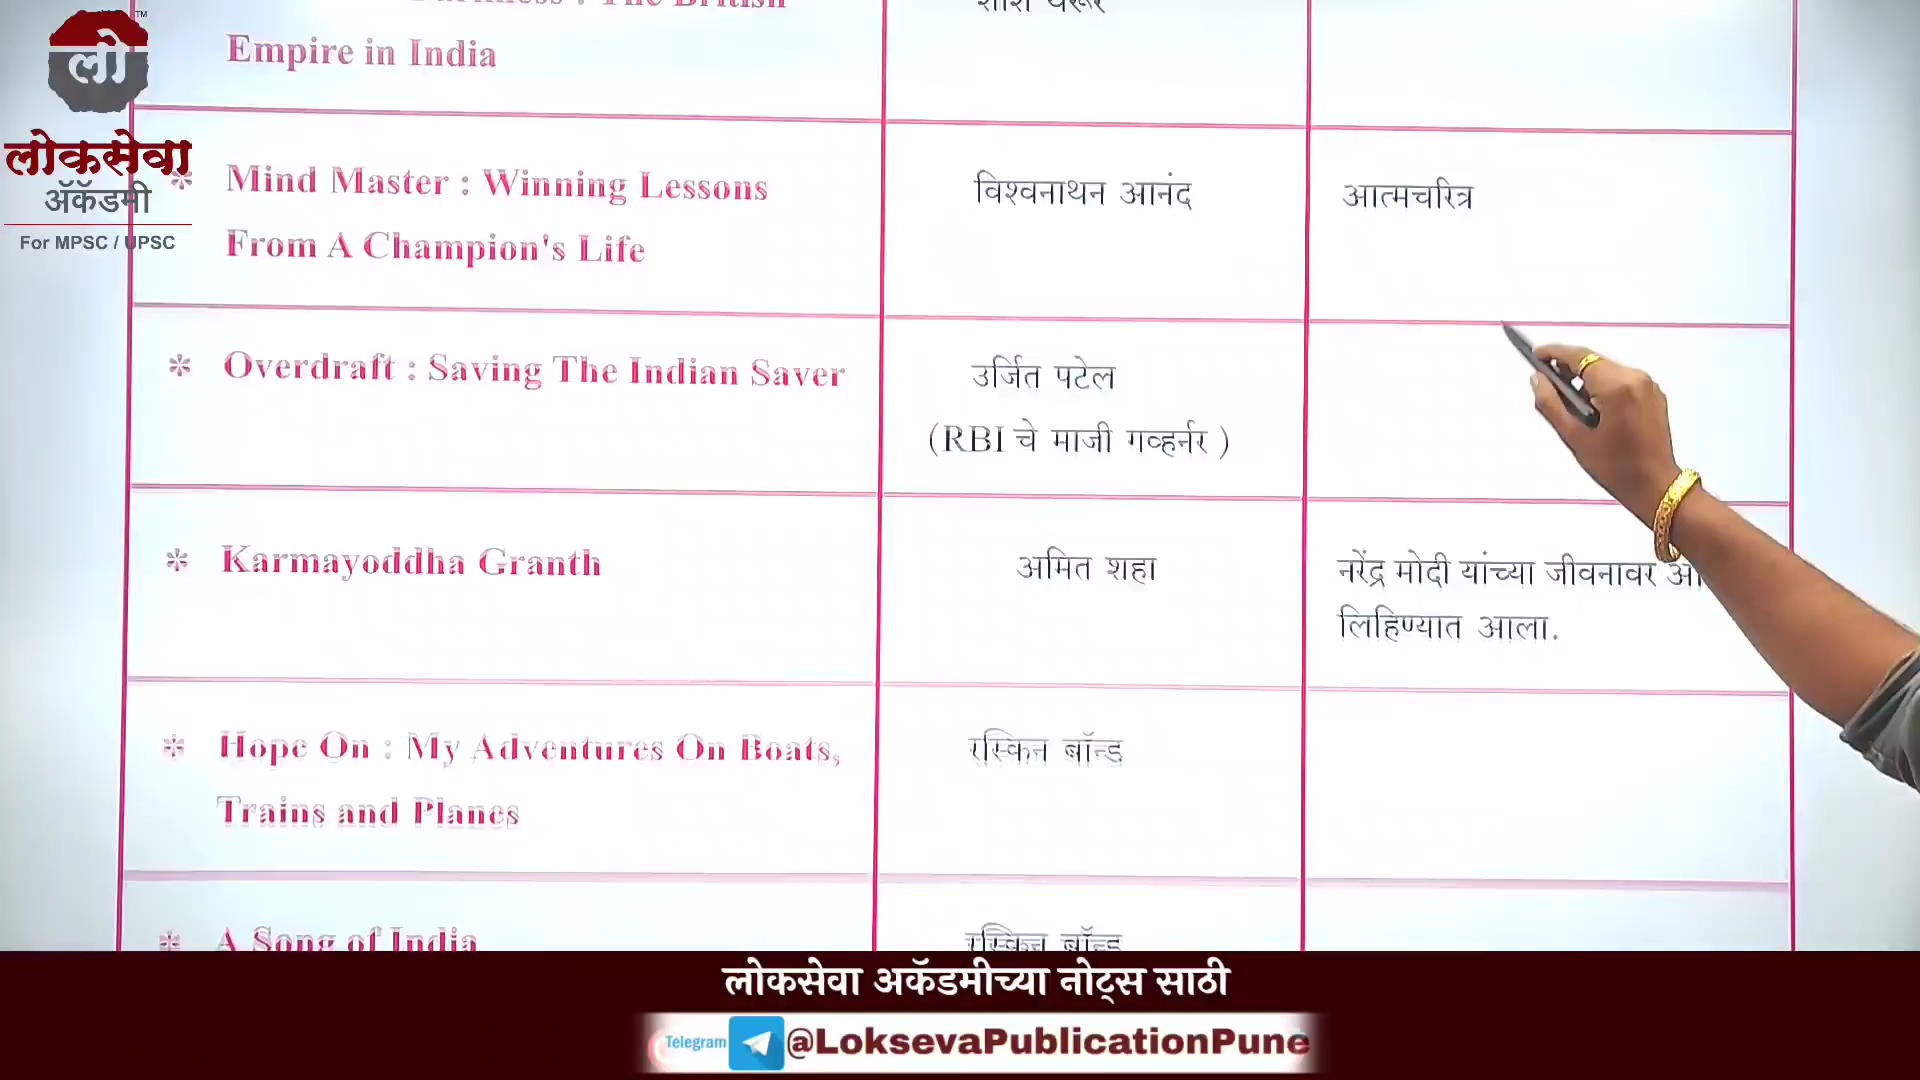 Empire in India
लो
TM
लोकसेवा
ॲकॅडमी
For MPSC / UPSC
* Mind Master : Winning Lessons
From A Champion's Life
विश्वनाथन आनंद
आत्मचरित्र
* Overdraft : Saving The Indian Saver
उर्जित पटेल
(RBI चे माजी गव्हर्नर )
* Karmayoddha Granth
अमित शहा
नरेंद्र मोदी यांच्या जीवनावर
लिहिण्यात आला.
* Hope On : My Adventures On Boats,
Trains and Planes
रस्किन बॉन्ड
* A Song of India
रस्किन बॉन्ड
लोकसेवा अकॅडमीच्या नोट्स साठी
Telegram @LoksevaPublicationPune